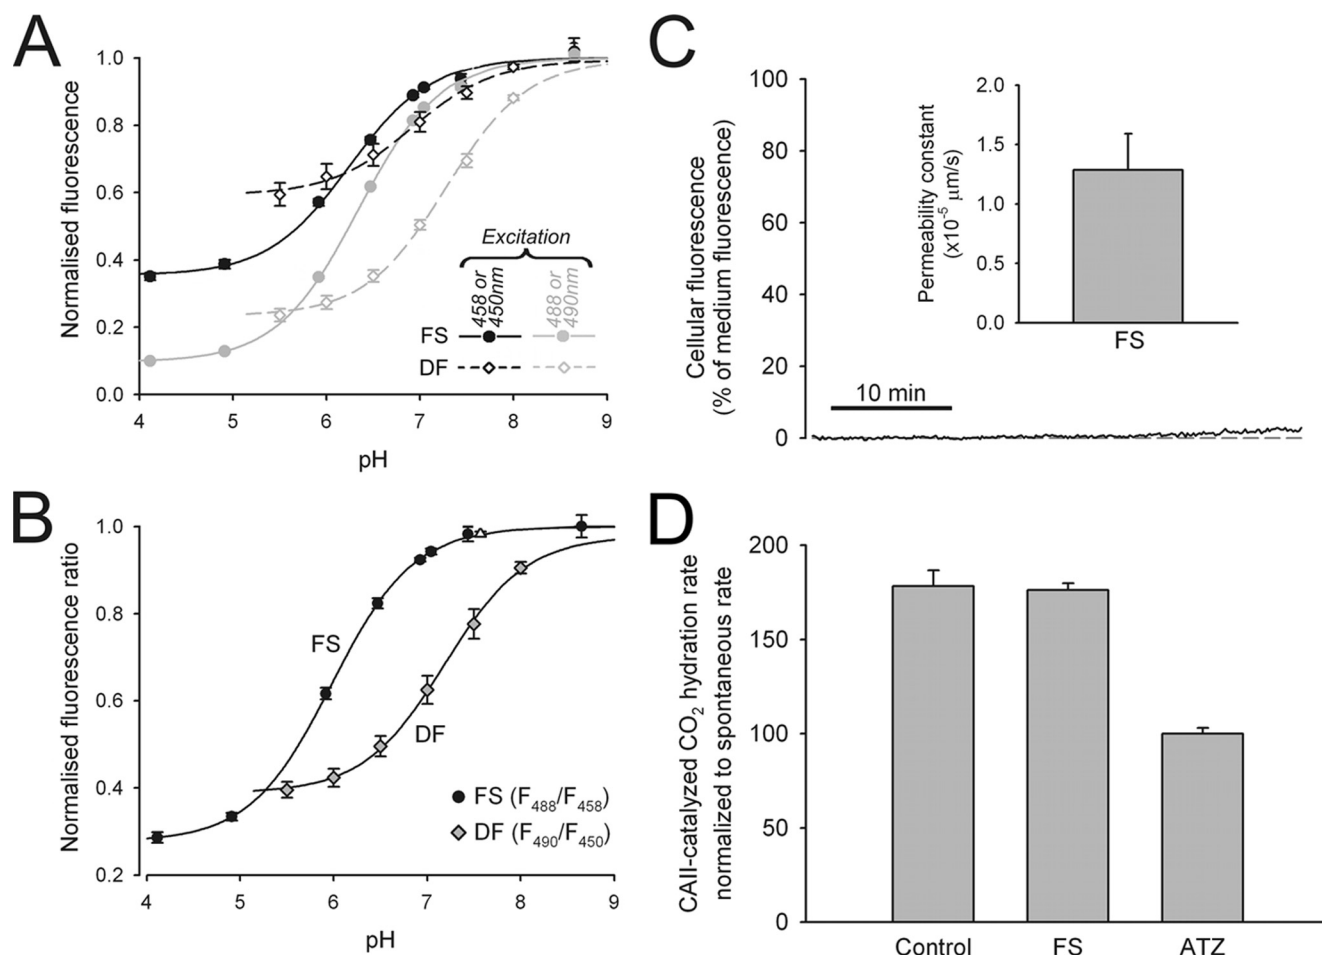 A
Normalised fluorescence
1.0
0.8
0.6
0.4
0.2
0.0
4 5 6 7 8 9
pH
Excitation
458 or 450nm
488 or 490nm
FS
DF
B
Normalised fluorescence ratio
1.0
0.8
0.6
0.4
0.2
4 5 6 7 8 9
pH
FS
DF
FS (F488/F458)
DF (F490/F450)
C
Cellular fluorescence
(% of medium fluorescence)
100
80
60
40
20
0
10 min
Permeability constant
(x10⁻⁵ µm/s)
2.0
1.5
1.0
0.5
0.0
FS
D
CAII-catalyzed CO₂ hydration rate
normalized to spontaneous rate
200
150
100
50
0
Control FS ATZ